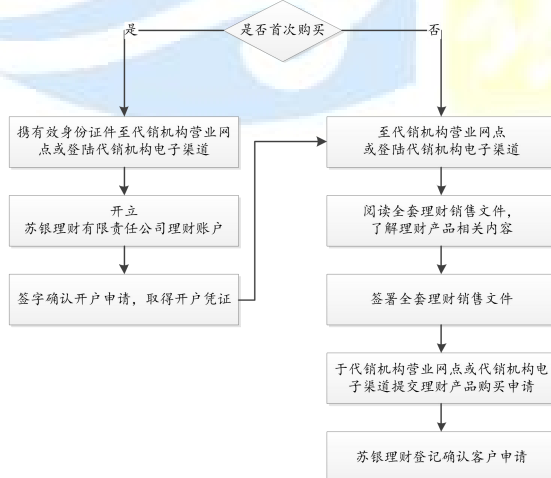 是否首次购买
是
否
携有效身份证件至代销机构营业网
点或登陆代销机构电子渠道
开立
苏银理财有限责任公司理财账户
签字确认开户申请，取得开户凭证
至代销机构营业网点
或登陆代销机构电子渠道
阅读全套理财销售文件，
了解理财产品相关内容
签署全套理财销售文件
于代销机构营业网点或代销机构电
子渠道提交理财产品购买申请
苏银理财登记确认客户申请